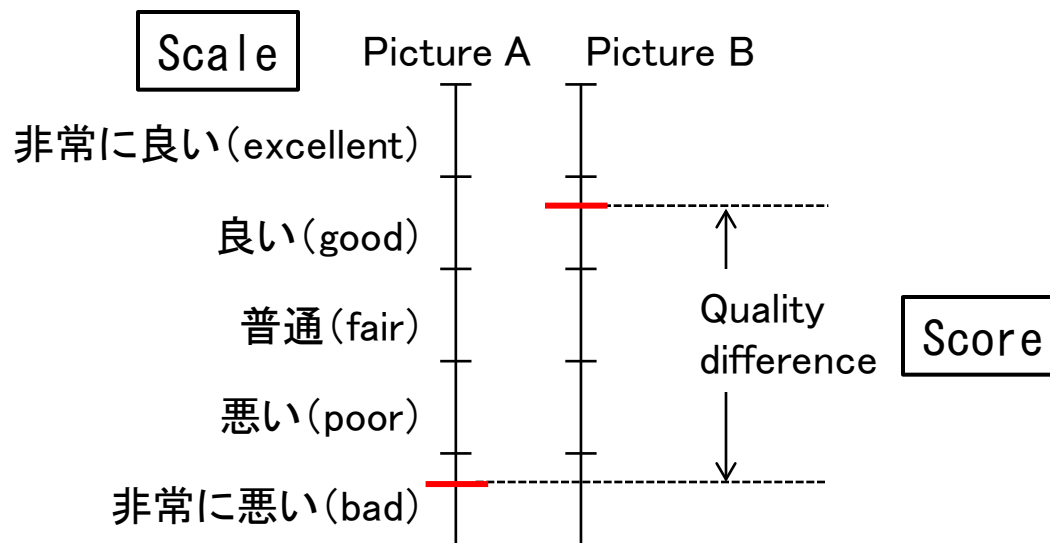 Scale
Picture A
Picture B
非常に良い(excellent)
良い(good)
普通(fair)
悪い(poor)
非常に悪い(bad)
Quality
difference
Score